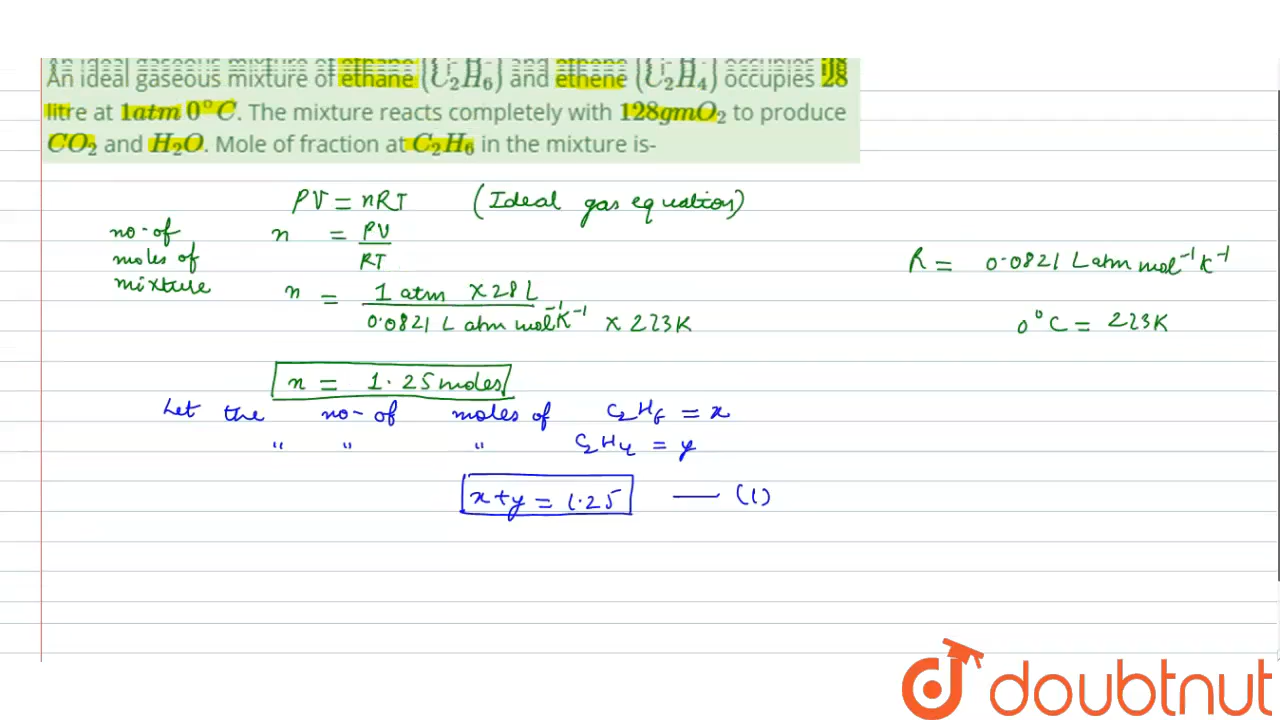 An ideal gaseous mixture of ethane (C₂H₆) and ethene (C₂H₄) occupies 28
litre at 1atm 0°C. The mixture reacts completely with 128gmO₂ to produce
CO₂ and H₂O. Mole of fraction at C₂H₆ in the mixture is-
PV = nRT (Ideal gas equation)
no. of moles of mixture
n = PV / RT
R = 0.0821 L atm mol⁻¹ K⁻¹
n = 1 atm × 28 L / 0.0821 L atm mol⁻¹ K⁻¹ × 273K
0°C = 273K
n = 1.25 moles
Let the no. of moles of C₂H₆ = x
" " " C₂H₄ = y
x+y = 1.25 — (1)
doubtnut